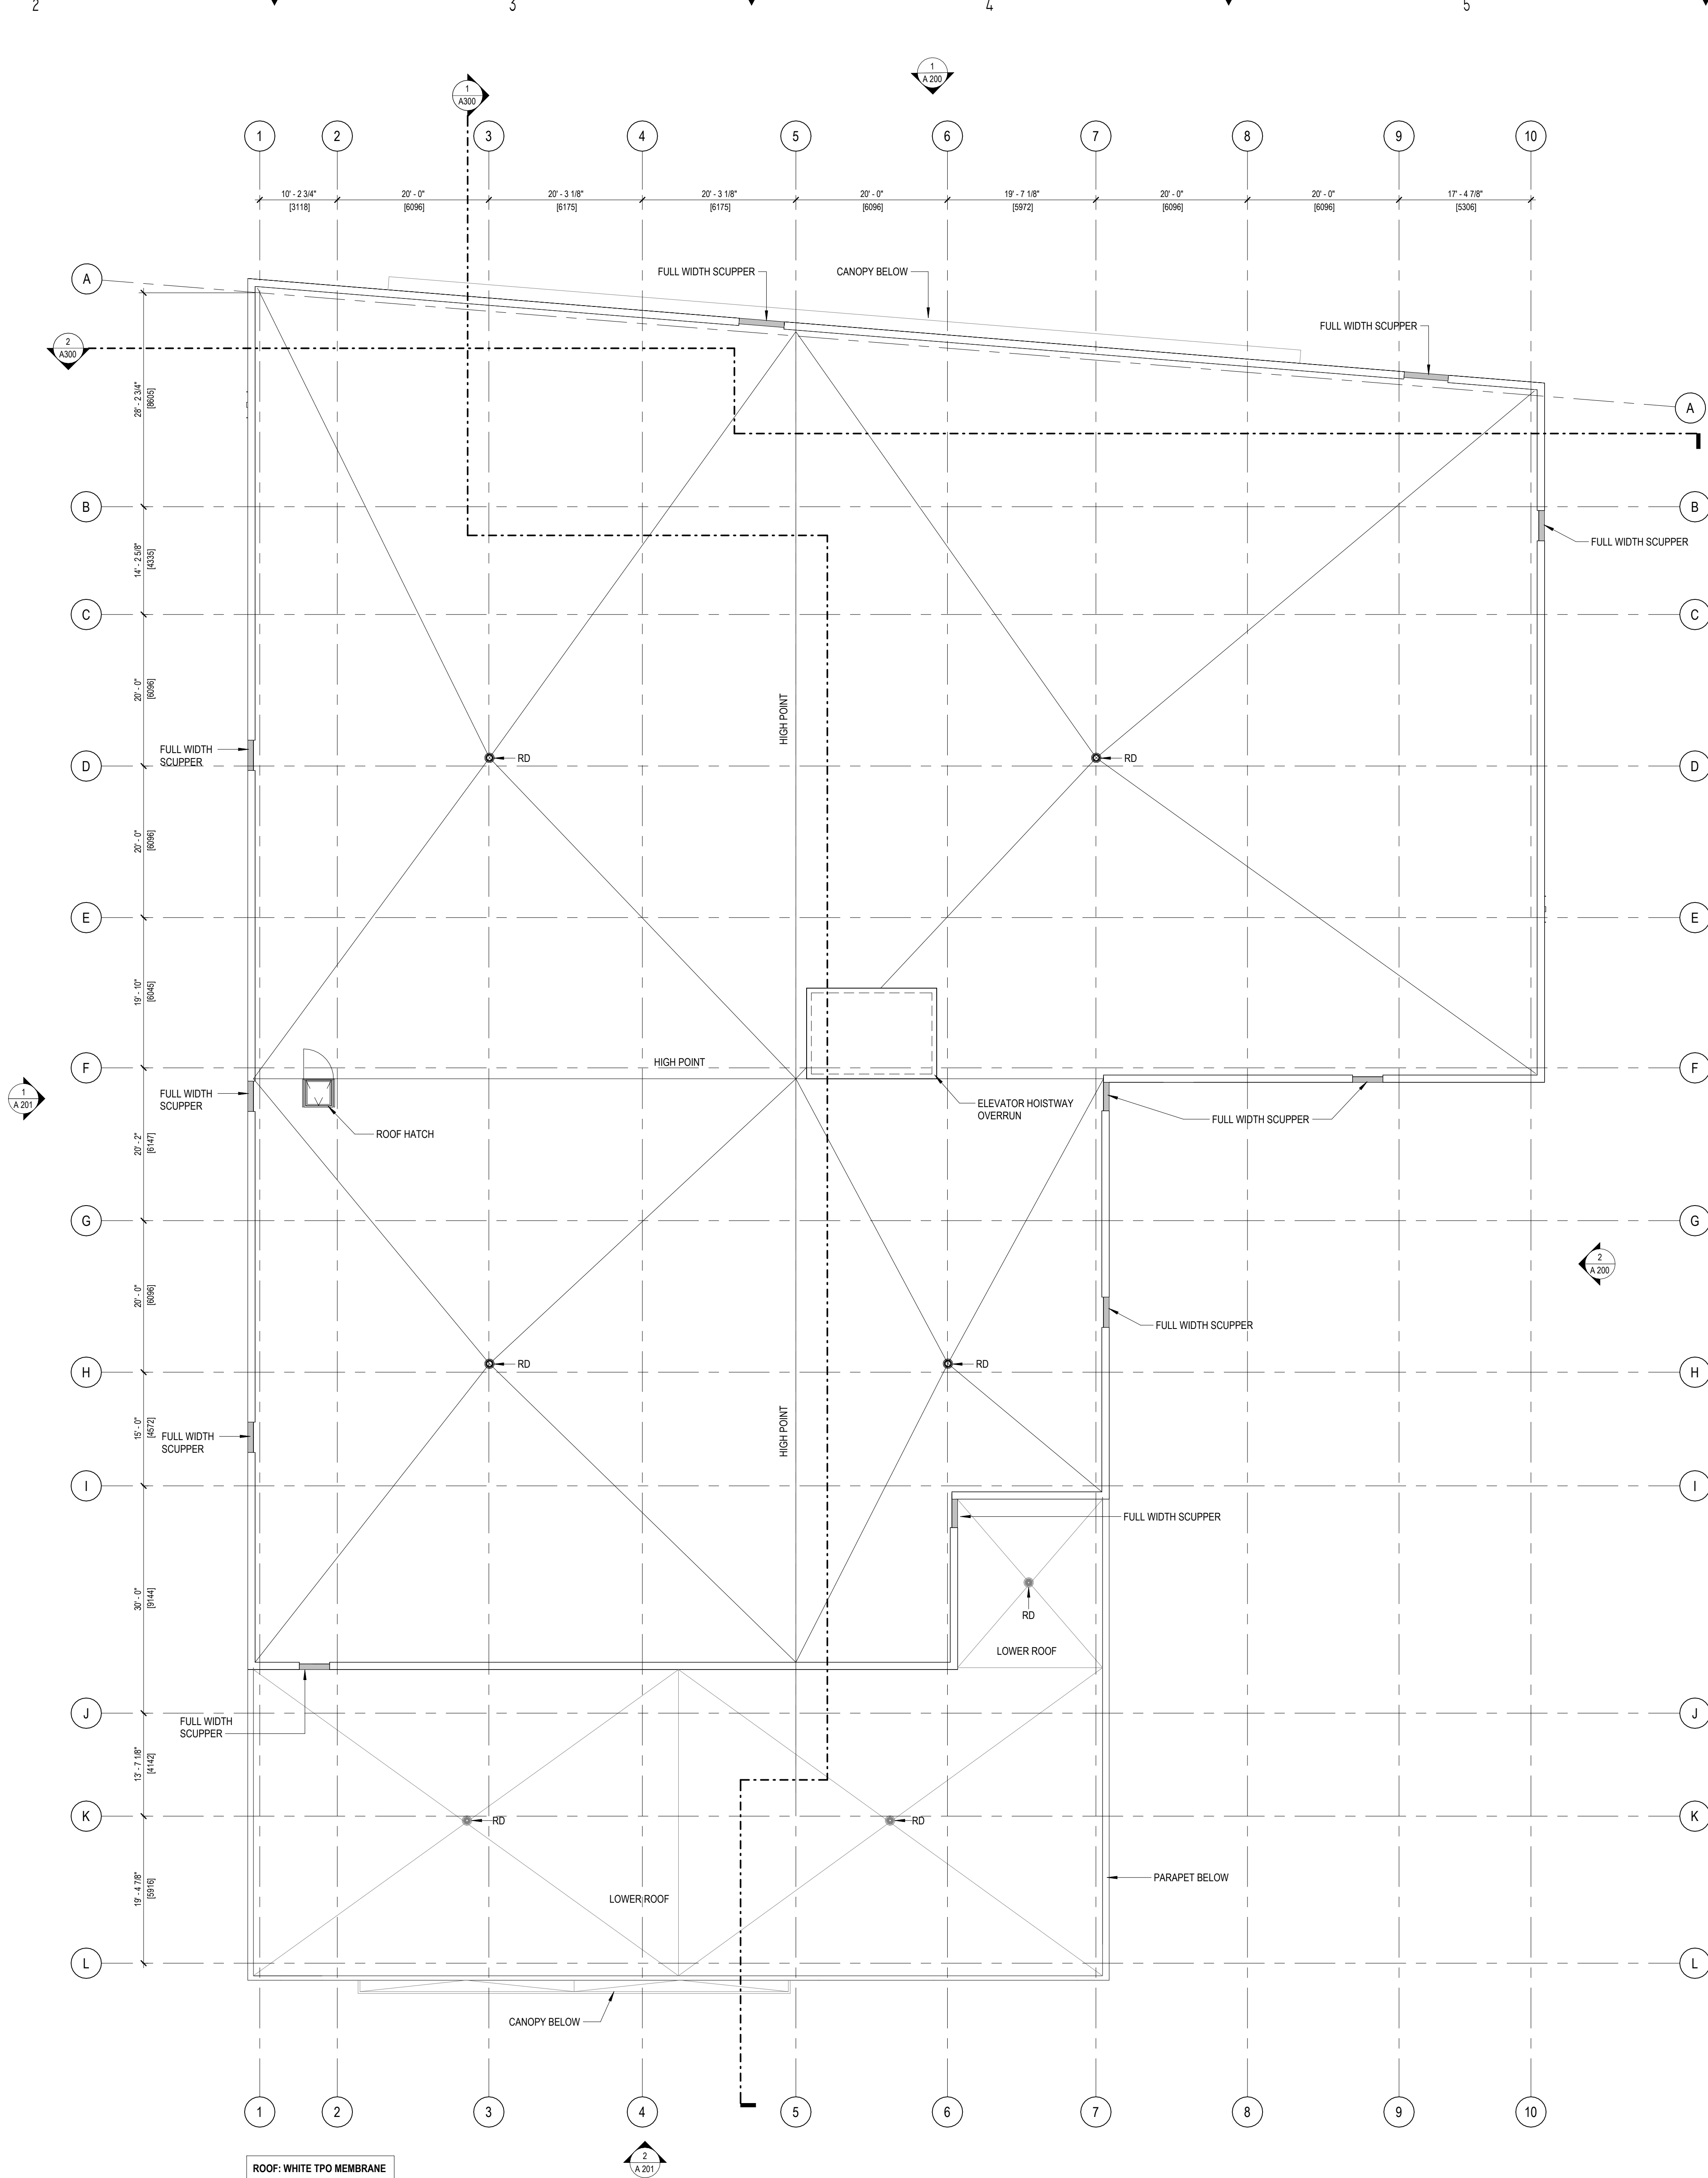 2 3 4 5
1
A300
1
A 200
1 2 3 4 5 6 7 8 9 10
10' - 2 3/4" 20' - 0" 20' - 3 1/8" 20' - 3 1/8" 20' - 0" 19' - 7 1/8" 20' - 0" 20' - 0" 17' - 4 7/8"
[3118] [6096] [6175] [6175] [6096] [5972] [6096] [6096] [5306]
A
FULL WIDTH SCUPPER
CANOPY BELOW
FULL WIDTH SCUPPER
2
A300
28' - 2 3/4"
[8605]
A
B
B
FULL WIDTH SCUPPER
14' - 2 5/8"
[4335]
C
C
20' - 0"
[6096]
HIGH POINT
FULL WIDTH
SCUPPER
RD
RD
D
D
20' - 0"
[6096]
E
E
19' - 10"
[6045]
HIGH POINT
F
F
1
A 201
FULL WIDTH
SCUPPER
ELEVATOR HOISTWAY
OVERRUN
FULL WIDTH SCUPPER
ROOF HATCH
20' - 2"
[6147]
G
G
2
A 200
20' - 0"
[6096]
FULL WIDTH SCUPPER
RD
RD
H
H
15' - 0"
[4572]
FULL WIDTH
SCUPPER
HIGH POINT
I
I
FULL WIDTH SCUPPER
30' - 0"
[9144]
RD
LOWER ROOF
J
J
FULL WIDTH
SCUPPER
13' - 7 1/8"
[4142]
K
K
RD
RD
19' - 4 7/8"
[5916]
PARAPET BELOW
LOWER ROOF
L
L
CANOPY BELOW
1 2 3 4 5 6 7 8 9 10
2
A 201
ROOF: WHITE TPO MEMBRANE